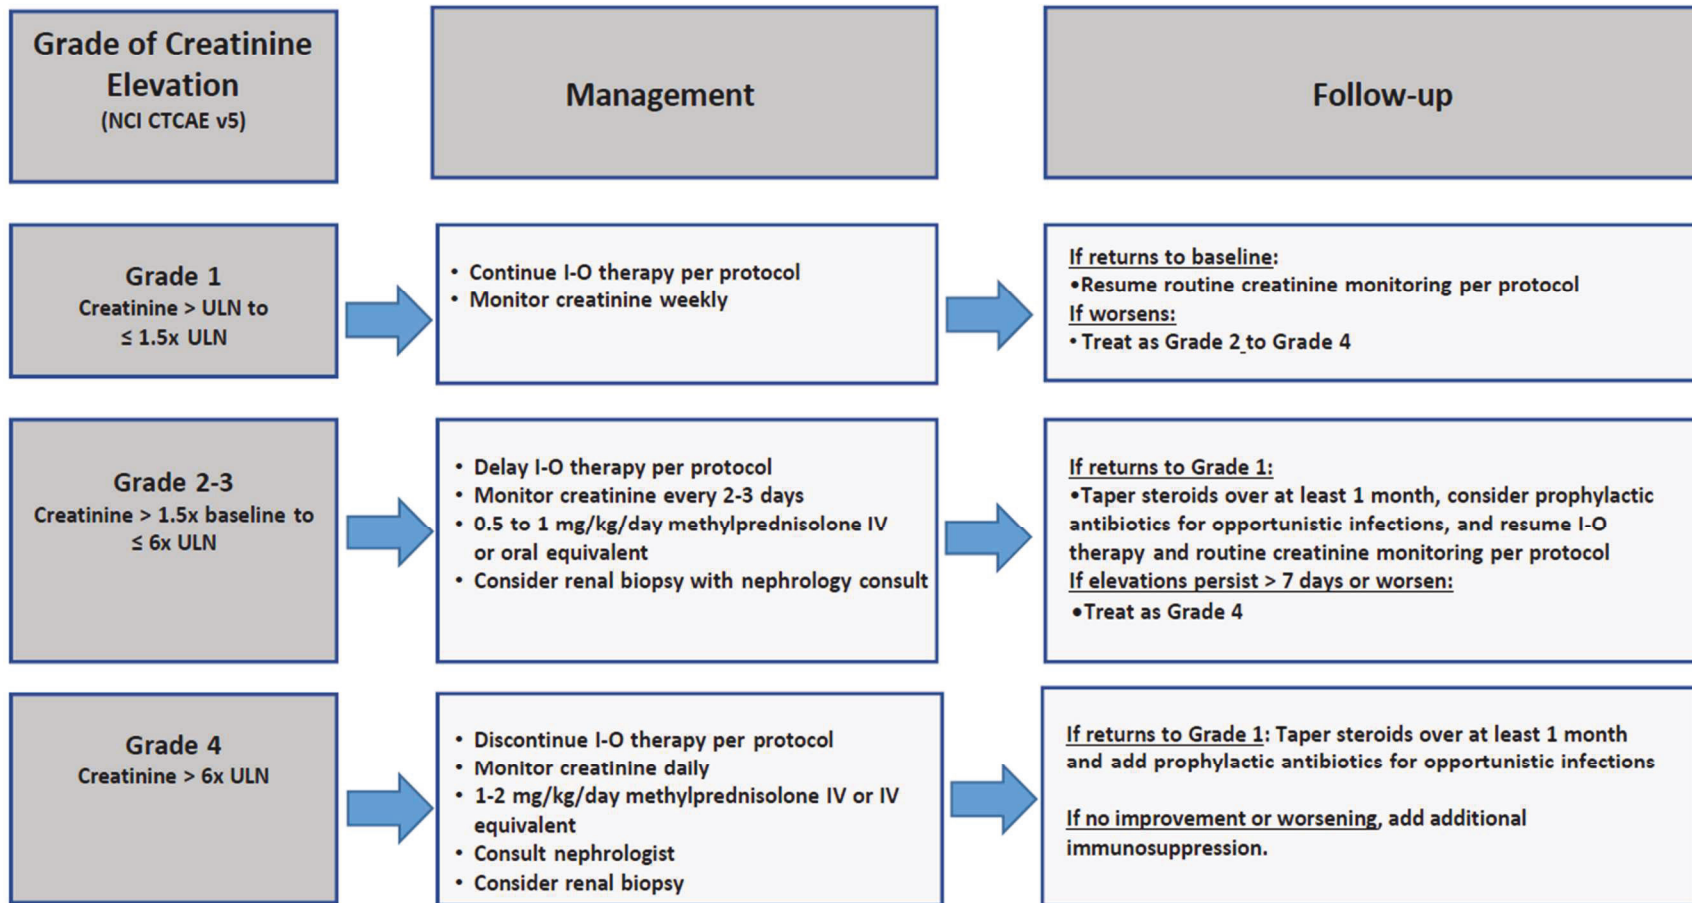 Grade of Creatinine
Elevation
(NCI CTCAE v5)
Management
Follow-up
Grade 1
Creatinine > ULN to
≤ 1.5x ULN
• Continue I-O therapy per protocol
• Monitor creatinine weekly
If returns to baseline:
•Resume routine creatinine monitoring per protocol
If worsens:
• Treat as Grade 2 to Grade 4
Grade 2-3
Creatinine > 1.5x baseline to
≤ 6x ULN
• Delay I-O therapy per protocol
• Monitor creatinine every 2-3 days
• 0.5 to 1 mg/kg/day methylprednisolone IV
or oral equivalent
• Consider renal biopsy with nephrology consult
If returns to Grade 1:
•Taper steroids over at least 1 month, consider prophylactic
antibiotics for opportunistic infections, and resume I-O
therapy and routine creatinine monitoring per protocol
If elevations persist > 7 days or worsen:
•Treat as Grade 4
Grade 4
Creatinine > 6x ULN
• Discontinue I-O therapy per protocol
• Monitor creatinine daily
• 1-2 mg/kg/day methylprednisolone IV or IV
equivalent
• Consult nephrologist
• Consider renal biopsy
If returns to Grade 1: Taper steroids over at least 1 month
and add prophylactic antibiotics for opportunistic infections
If no improvement or worsening, add additional
immunosuppression.